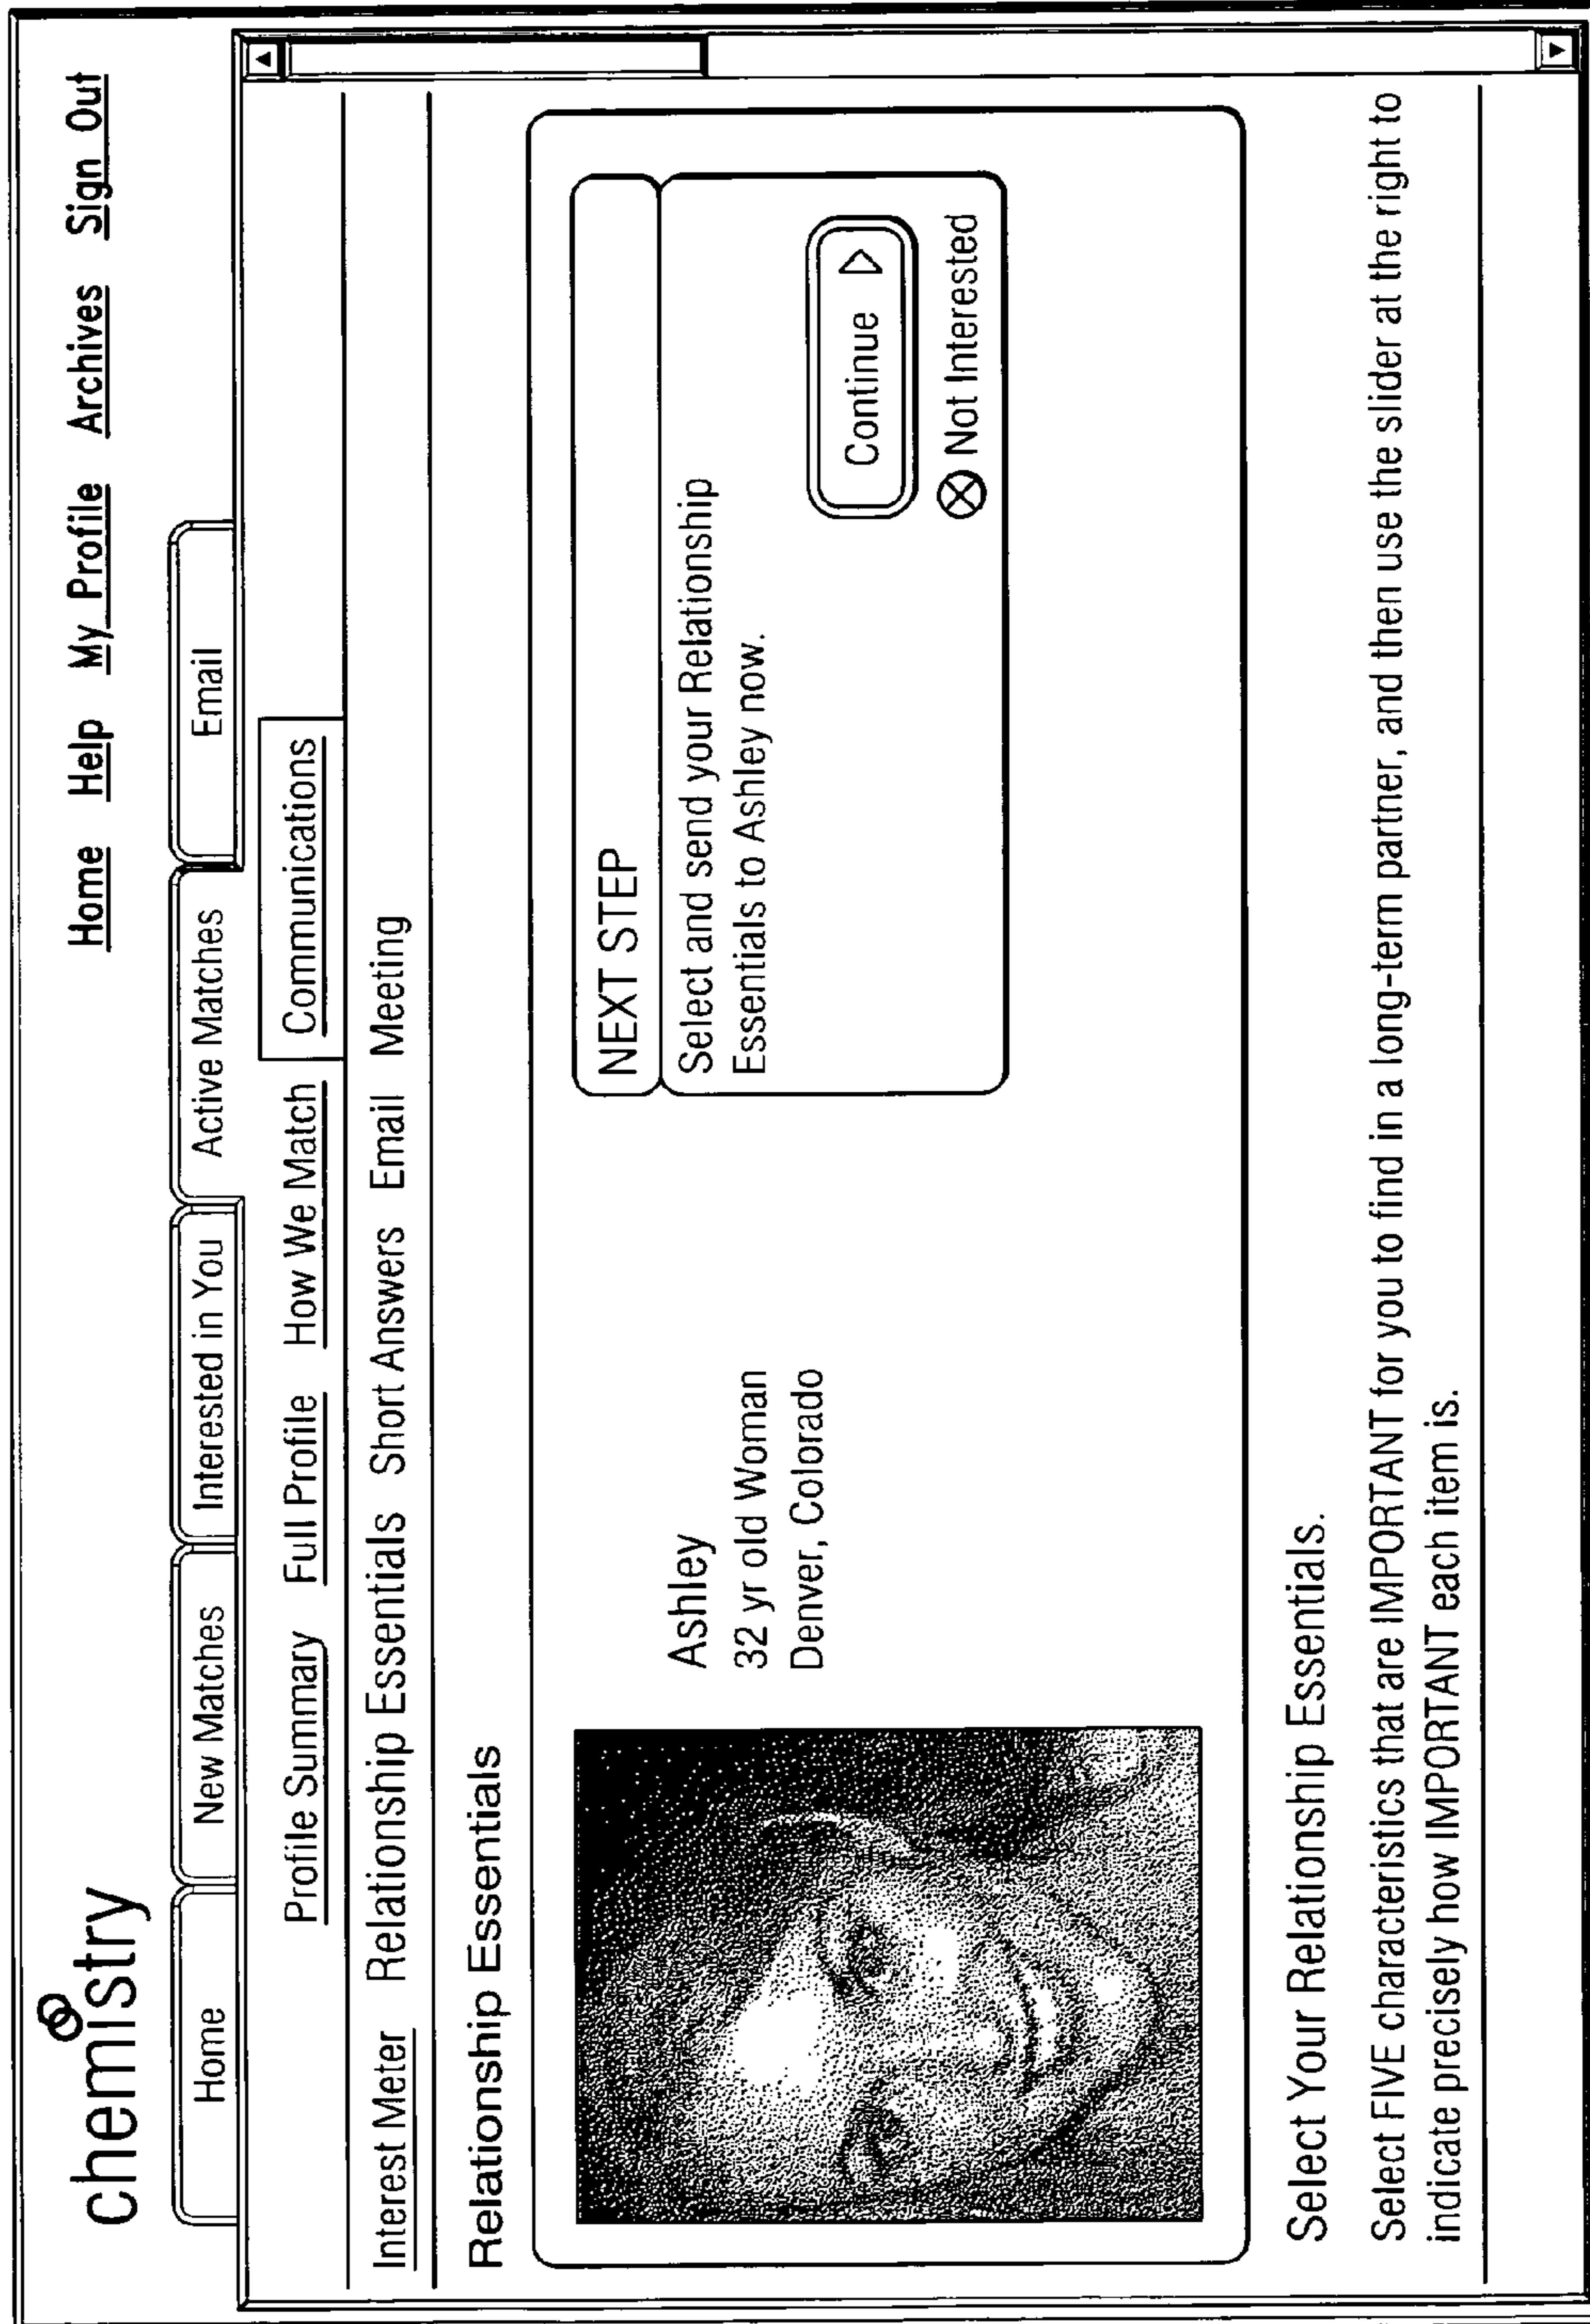 chemistry
Home Help My Profile Archives Sign Out
Home New Matches Interested in You Active Matches Email
Profile Summary Full Profile How We Match Communications
Interest Meter Relationship Essentials Short Answers Email Meeting
Relationship Essentials
Ashley
32 yr old Woman
Denver, Colorado
NEXT STEP
Select and send your Relationship
Essentials to Ashley now.
Continue
Not Interested
Select Your Relationship Essentials.
Select FIVE characteristics that are IMPORTANT for you to find in a long-term partner, and then use the slider at the right to
indicate precisely how IMPORTANT each item is.